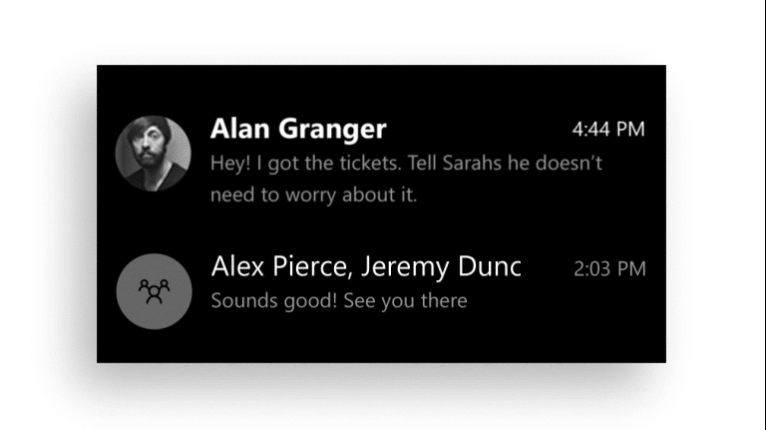 Alan Granger
4:44 PM
Hey! I got the tickets. Tell Sarahs he doesn’t
need to worry about it.
Alex Pierce, Jeremy Dunc
2:03 PM
Sounds good! See you there